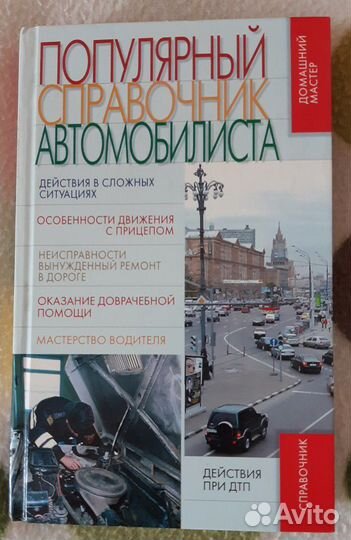 ПОПУЛЯРНЫЙ
СПРАВОЧНИК
АВТОМОБИЛИСТА
ДОМАШНИЙ
МАСТЕР
ДЕЙСТВИЯ В СЛОЖНЫХ
СИТУАЦИЯХ
ОСОБЕННОСТИ ДВИЖЕНИЯ
С ПРИЦЕПОМ
НЕИСПРАВНОСТИ
ВЫНУЖДЕННЫЙ РЕМОНТ
В ДОРОГЕ
ОКАЗАНИЕ ДОВРАЧЕБНОЙ
ПОМОЩИ
МАСТЕРСТВО ВОДИТЕЛЯ
ДЕЙСТВИЯ
ПРИ ДТП
СПРАВОЧНИК
Avito